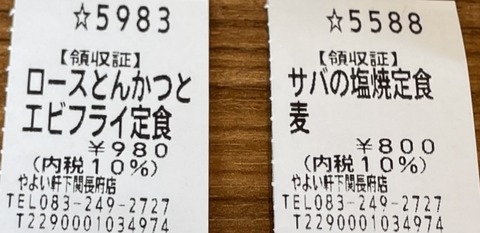 ☆5983
【領収証】
ロースとんかつと
エビフライ定食
￥980
(内税10%)
やよい軒下関長府店
TEL083-249-2727
T2290001034974
☆5588
【領収証】
サバの塩焼定食
麦
￥800
(内税10%)
やよい軒下関長府店
TEL083-249-2727
T2290001034974